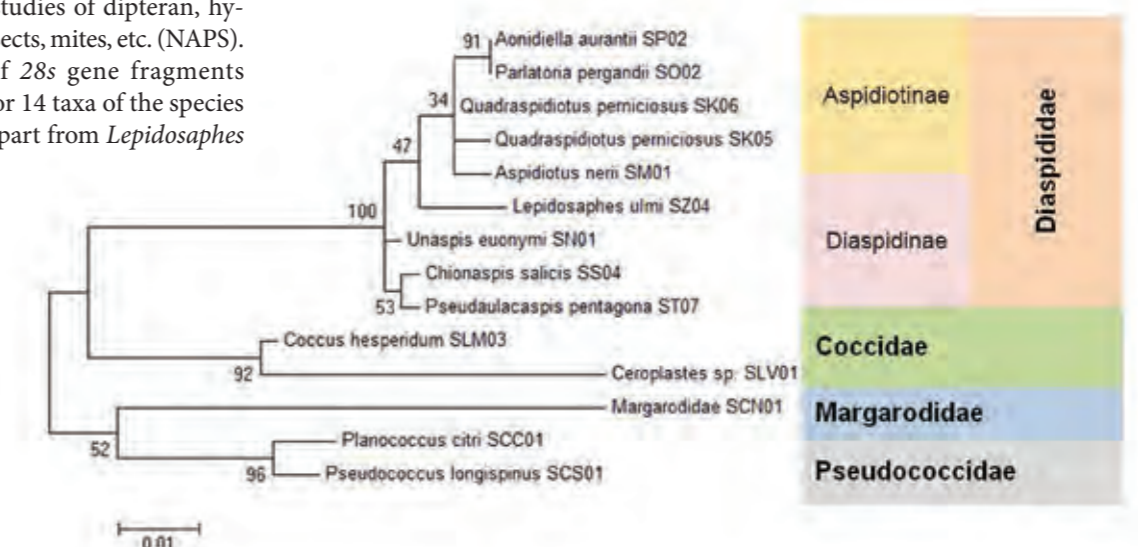 tudies of dipteran, hy-
ects, mites, etc. (NAPS).
f 28s gene fragments
or 14 taxa of the species
part from Lepidosaphes
91
Aonidiella aurantii SP02
Parlatoria pergandii SO02
34
Quadraspidiotus perniciosus SK06
Quadraspidiotus perniciosus SK05
47
Aspidiotus nerii SM01
Lepidosaphes ulmi SZ04
100
Unaspis euonymi SN01
Chionaspis salicis SS04
53
Pseudaulacaspis pentagona ST07
Coccus hesperidum SLM03
92
Ceroplastes sp. SLV01
Margarodidae SCN01
52
Planococcus citri SCC01
96
Pseudococcus longispinus SCS01
0.01
Aspidiotinae
Diaspidinae
Diaspididae
Coccidae
Margarodidae
Pseudococcidae